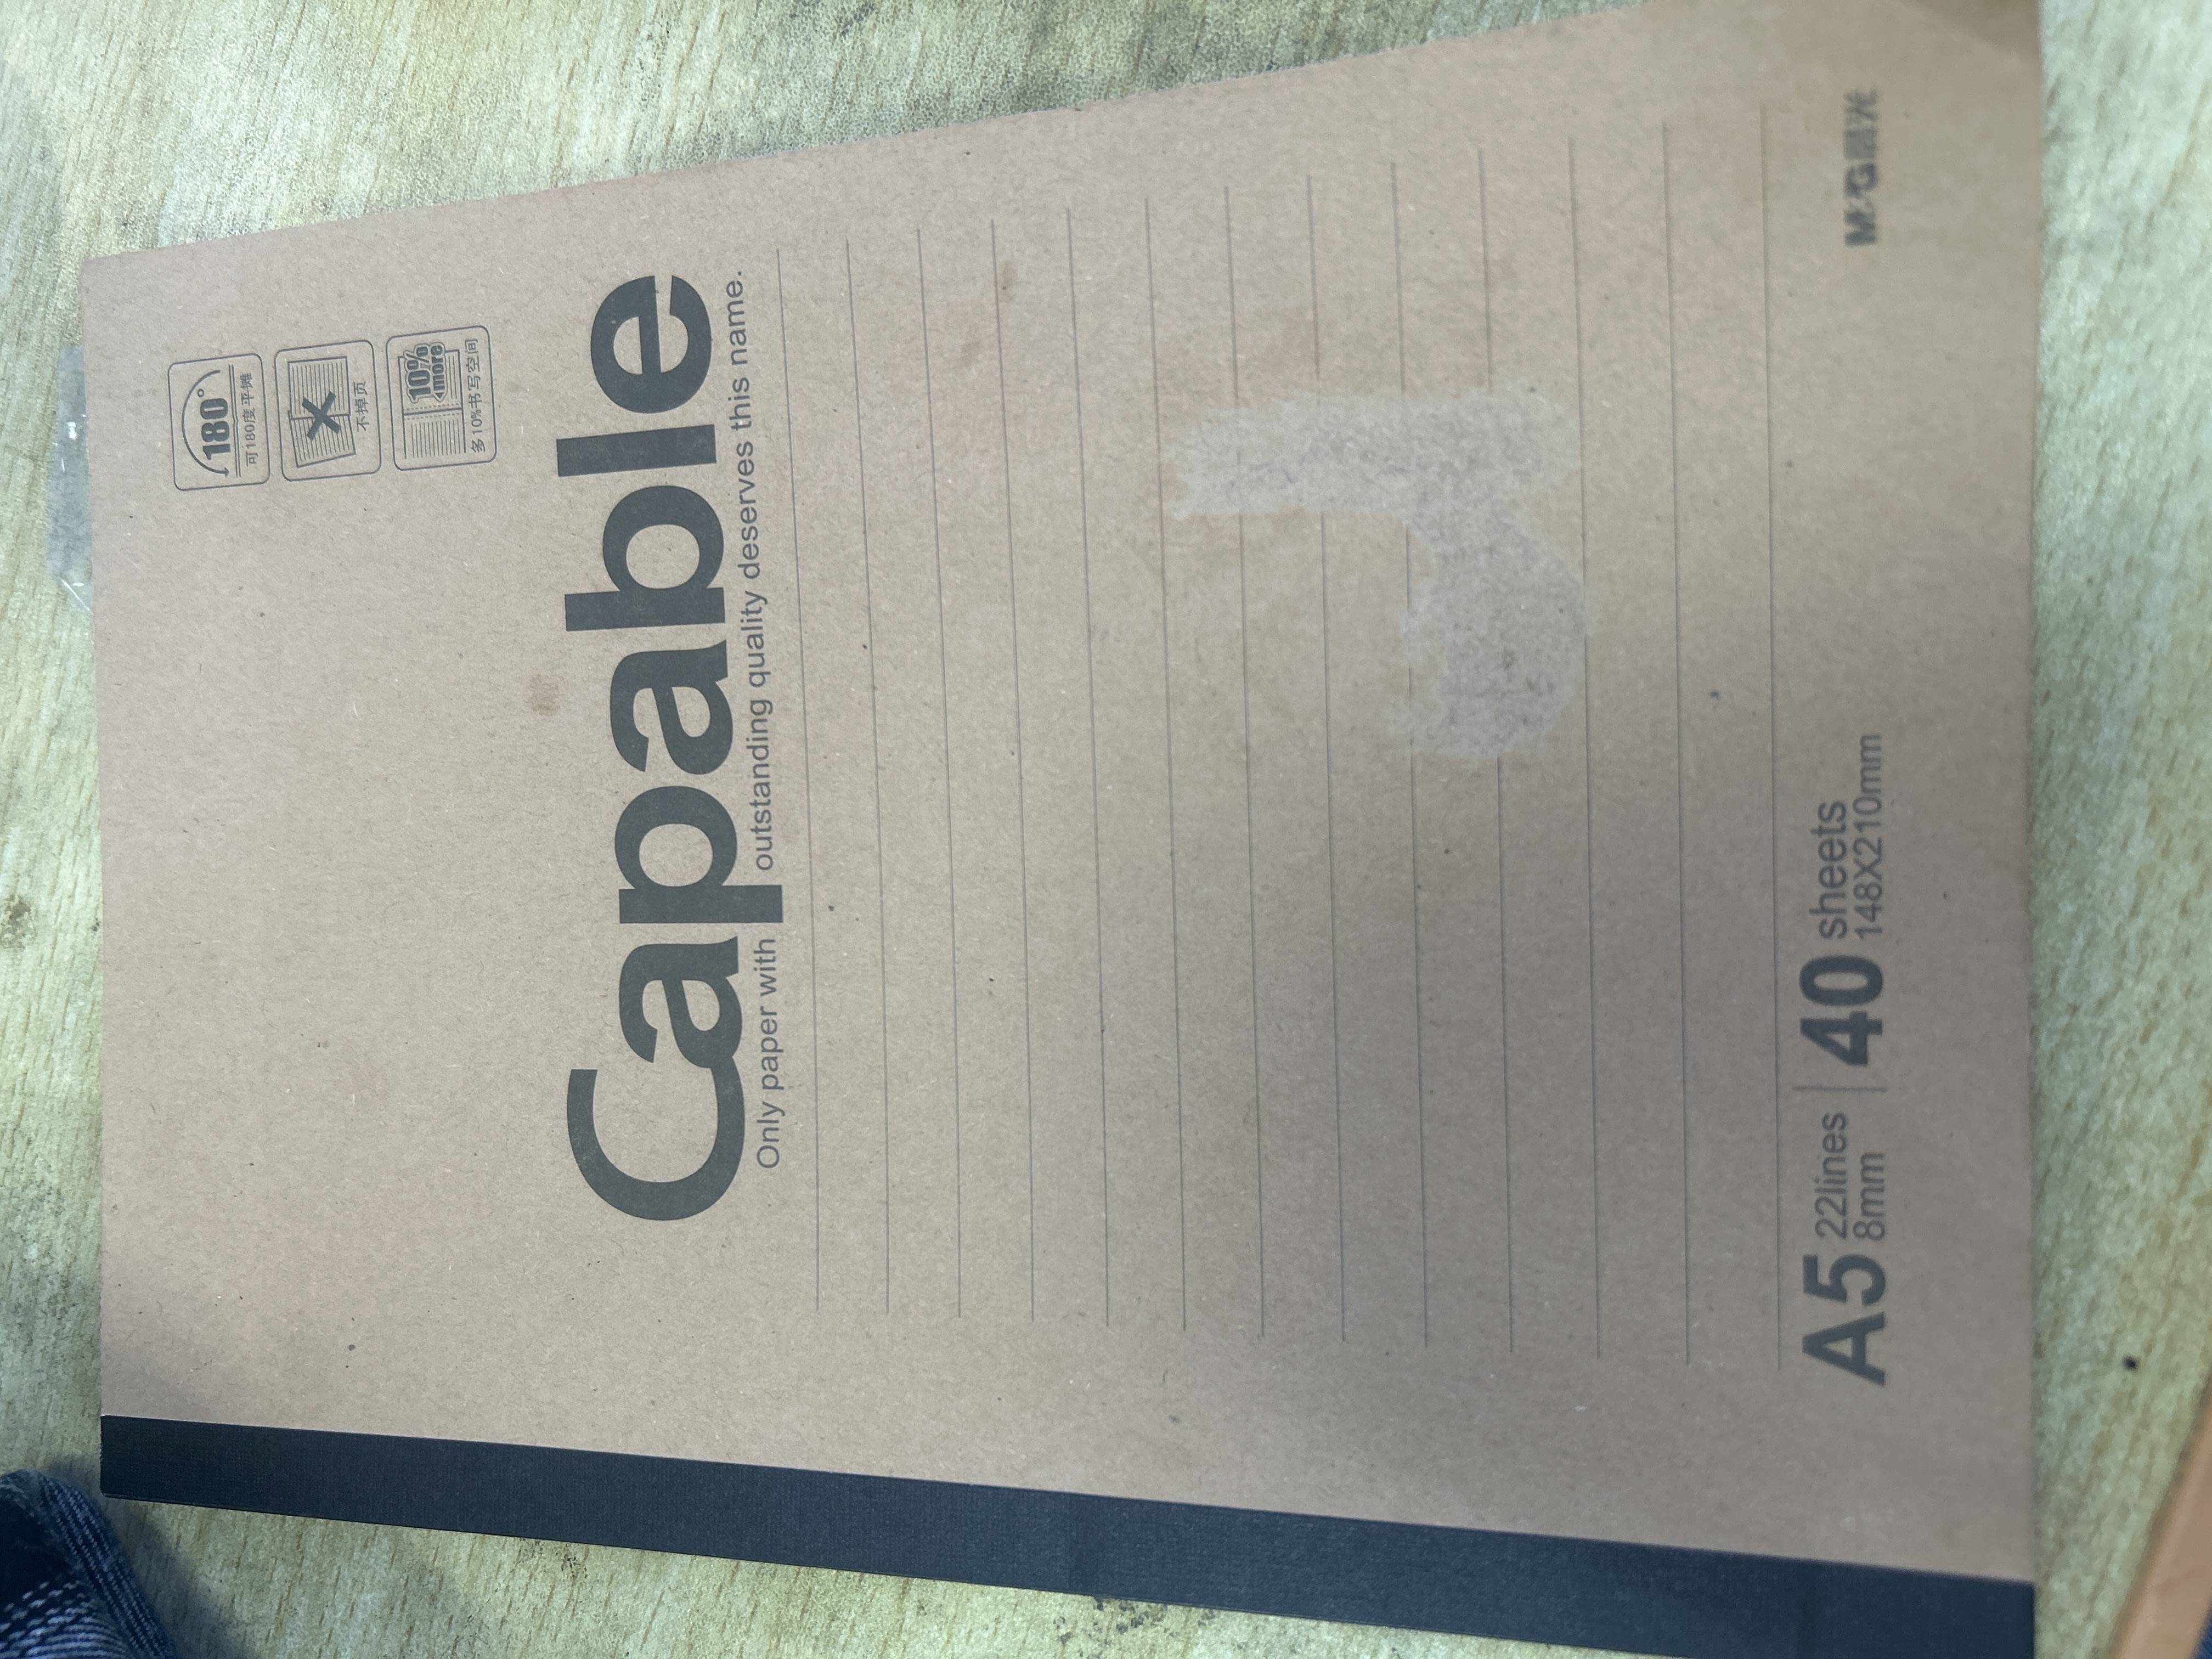 180°
可180度平摊
不掉页
10%
more
多10%书写空间
Capable
Only paper with outstanding quality deserves this name.
A5 22lines 8mm | 40 sheets 148X210mm
M&G晨光